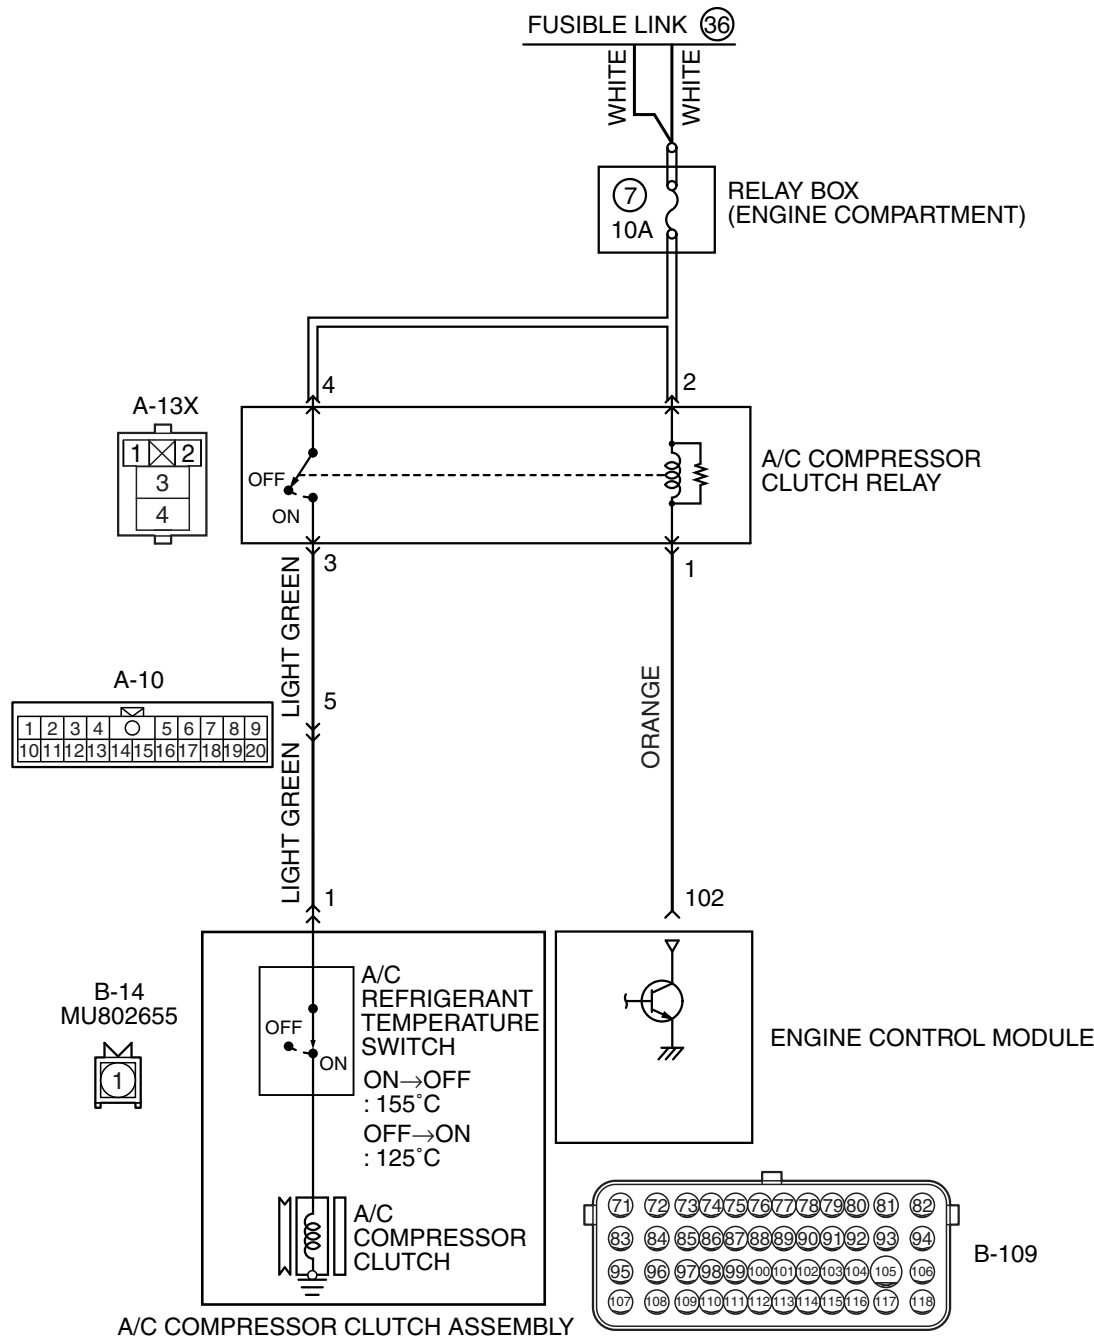 FUSIBLE LINK 36
WHITE
WHITE
7
10A
RELAY BOX
(ENGINE COMPARTMENT)
4
2
A-13X
1 2
3
4
OFF
ON
A/C COMPRESSOR
CLUTCH RELAY
3
1
LIGHT GREEN
ORANGE
A-10
1 2 3 4 5 6 7 8 9
10 11 12 13 14 15 16 17 18 19 20
5
LIGHT GREEN
1
102
B-14
MU802655
1
OFF
ON
A/C
REFRIGERANT
TEMPERATURE
SWITCH
ON→OFF
: 155˚C
OFF→ON
: 125˚C
ENGINE CONTROL MODULE
A/C
COMPRESSOR
CLUTCH
A/C COMPRESSOR CLUTCH ASSEMBLY
71 72 73 74 75 76 77 78 79 80 81 82
83 84 85 86 87 88 89 90 91 92 93 94
95 96 97 98 99 100 101 102 103 104 105 106
107 108 109 110 111 112 113 114 115 116 117 118
B-109